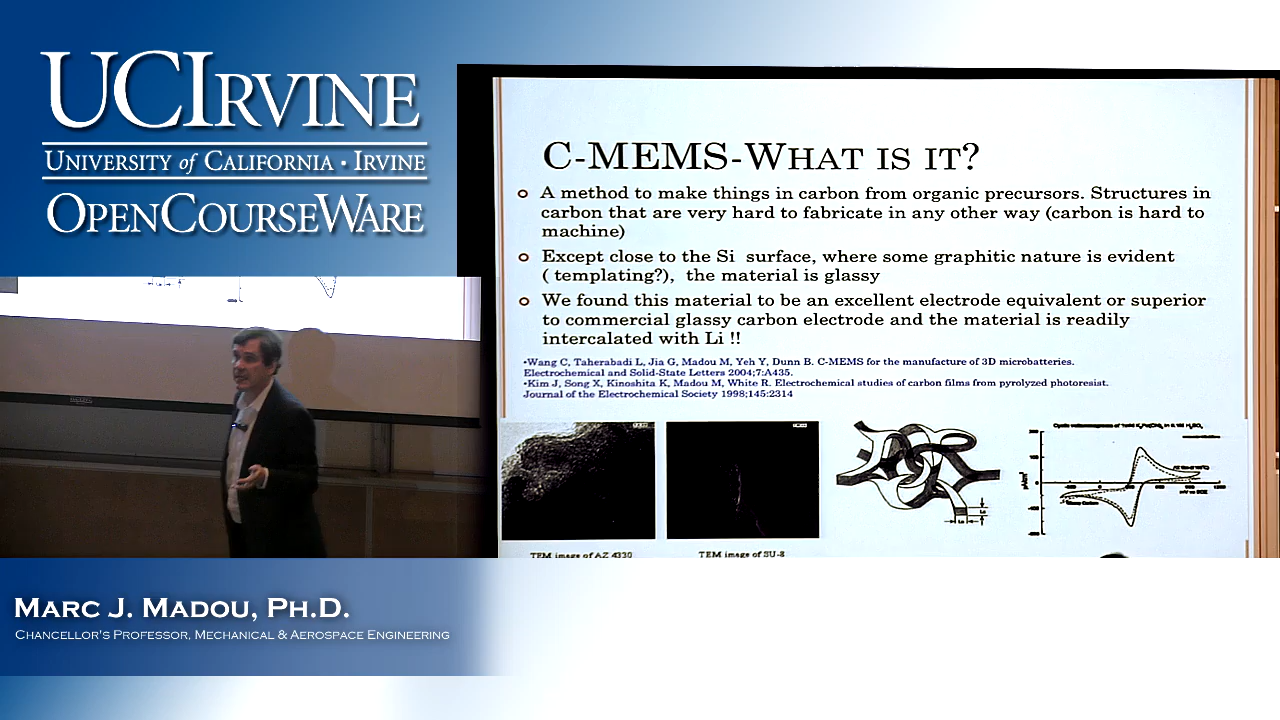 UCIRVINE
UNIVERSITY of CALIFORNIA · IRVINE
OPENCOURSEWARE
C-MEMS-WHAT IS IT?
A method to make things in carbon from organic precursors. Structures in
carbon that are very hard to fabricate in any other way (carbon is hard to
machine)
Except close to the Si surface, where some graphitic nature is evident
( templating?), the material is glassy
We found this material to be an excellent electrode equivalent or superior
to commercial glassy carbon electrode and the material is readily
intercalated with Li !!
•Wang C, Taherabadi L, Jia G, Madou M, Yeh Y, Dunn B. C-MEMS for the manufacture of 3D microbatteries.
Electrochemical and Solid-State Letters 2004;7:A435.
•Kim J, Song X, Kinoshita K, Madou M, White R. Electrochemical studies of carbon films from pyrolyzed photoresist.
Journal of the Electrochemical Society 1998;145:2314
TEM image of AZ 4330
TEM image of SU-8
MARC J. MADOU, PH.D.
CHANCELLOR'S PROFESSOR, MECHANICAL & AEROSPACE ENGINEERING